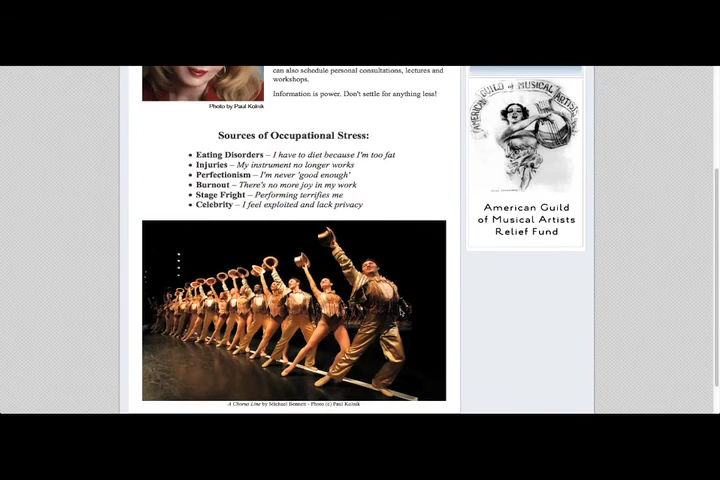 can also schedule personal consultations, lectures and
workshops.
Information is power. Don't settle for anything less!
Photo by Paul Kolnik
Sources of Occupational Stress:
• Eating Disorders – I have to diet because I'm too fat
• Injuries – My instrument no longer works
• Perfectionism – I'm never 'good enough'
• Burnout – There's no more joy in my work
• Stage Fright – Performing terrifies me
• Celebrity – I feel exploited and lack privacy
A Chorus Line by Michael Bennett - Photo (c) Paul Kolnik
AMERICAN GUILD of MUSICAL ARTISTS
American Guild
of Musical Artists
Relief Fund